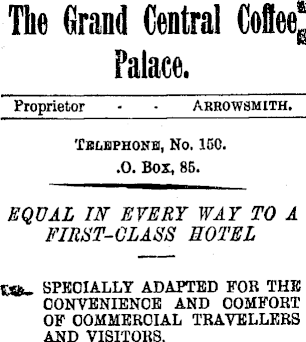 The Grand Central Coffee
Palace.
Proprietor - - ARROWSMITH.
TELEPHONE, No. 150.
.O. Box, 85.
EQUAL IN EVERY WAY TO A
FIRST-CLASS HOTEL
SPECIALLY ADAPTED FOR THE
CONVENIENCE AND COMFORT
OF COMMERCIAL TRAVELLERS
AND VISITORS.